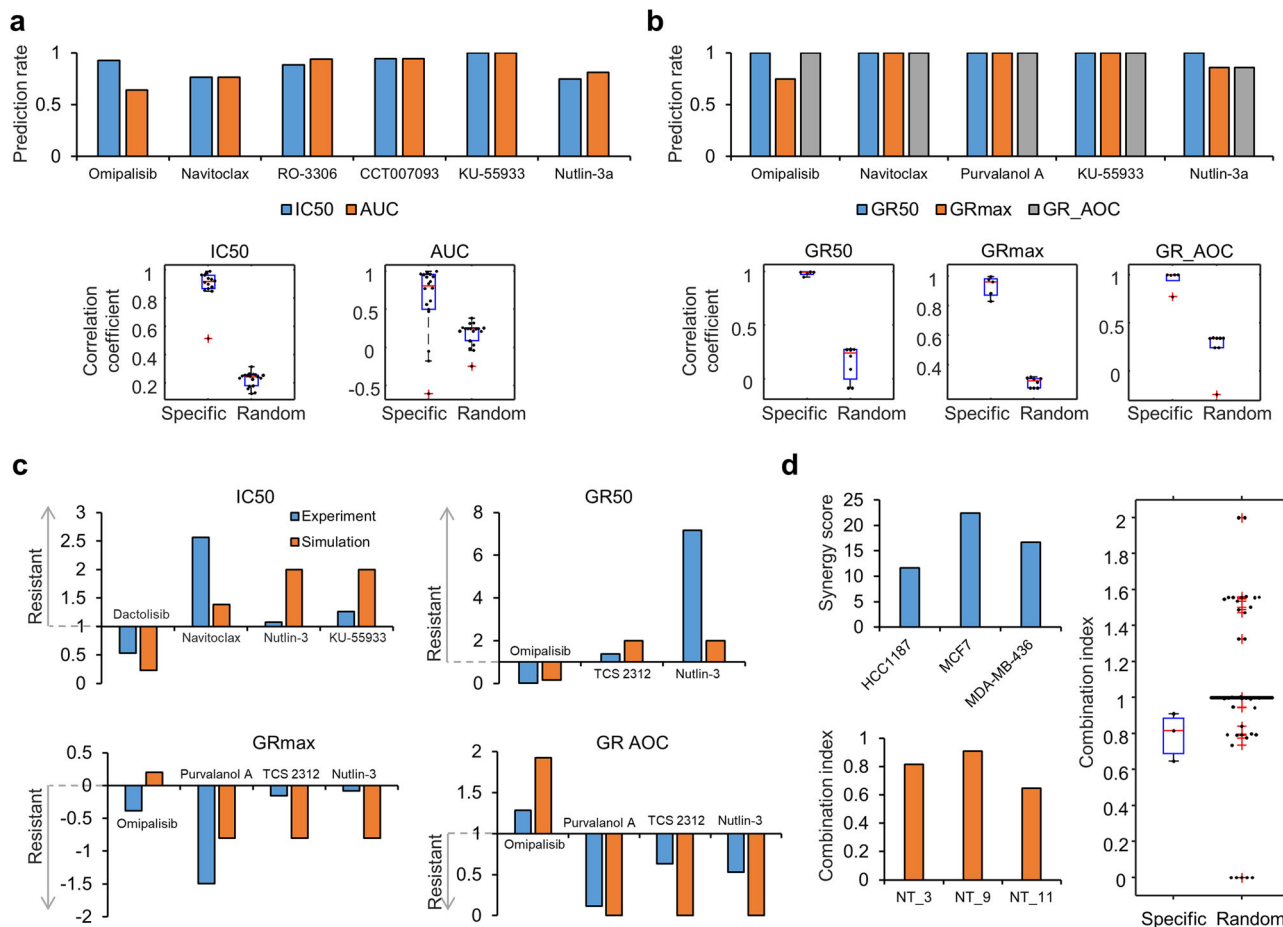 a
Prediction rate
1
0.5
0
Omipalisib Navitoclax RO-3306 CCT007093 KU-55933 Nutlin-3a
IC50 AUC
IC50
Correlation
coefficient
1
0.8
0.6
0.4
0.2
Specific Random
AUC
1
0.5
0
-0.5
Specific Random
b
Prediction rate
1
0.5
0
Omipalisib Navitoclax Purvalanol A KU-55933 Nutlin-3a
GR50 GRmax GR_AOC
GR50
Correlation
coefficient
1
0.5
0
Specific Random
GRmax
1
0.8
0.6
0.4
Specific Random
GR_AOC
1
0.5
0
Specific Random
c
IC50
Resistant
3
2.5
2
1.5
1
0.5
0
Experiment
Simulation
Dactolisib
Navitoclax Nutlin-3 KU-55933
GR50
Resistant
8
6
4
2
0
Omipalisib
TCS 2312 Nutlin-3
GRmax
Resistant
0.5
0
-0.5
-1
-1.5
-2
Purvalanol A TCS 2312 Nutlin-3
Omipalisib
GR AOC
Resistant
2
1.5
1
0.5
0
Purvalanol A TCS 2312 Nutlin-3
Omipalisib
d
Synergy score
25
20
15
10
5
0
HCC1187 MCF7 MDA-MB-436
Combination index
1
0.8
0.6
0.4
0.2
0
NT_3 NT_9 NT_11
Combination index
2
1.8
1.6
1.4
1.2
1
0.8
0.6
0.4
0.2
0
Specific Random